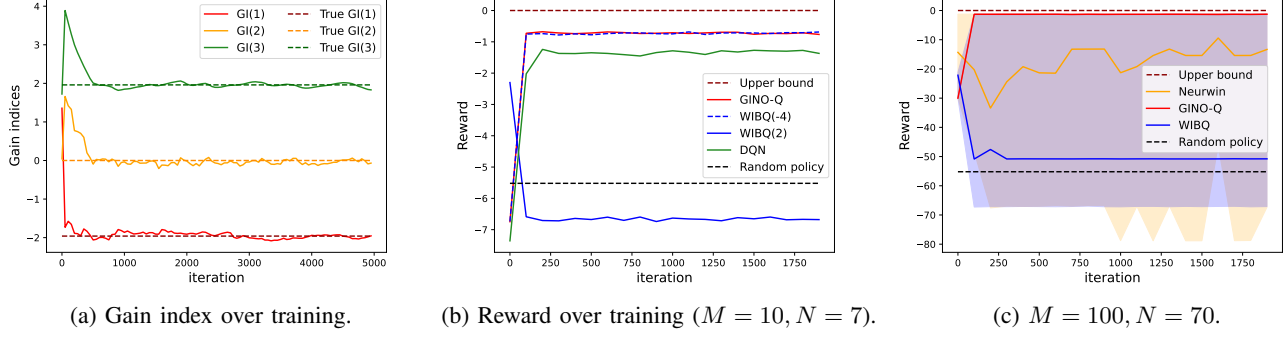 4
3
2
1
0
−1
−2
Gain indices
GI(1)
GI(2)
GI(3)
True GI(1)
True GI(2)
True GI(3)
0 1000 2000 3000 4000 5000
iteration
(a) Gain index over training.
0
−1
−2
−3
−4
−5
−6
−7
Reward
Upper bound
GINO-Q
WIBQ(-4)
WIBQ(2)
DQN
Random policy
0 250 500 750 1000 1250 1500 1750
iteration
(b) Reward over training (M = 10, N = 7).
0
−10
−20
−30
−40
−50
−60
−70
−80
Reward
Upper bound
Neurwin
GINO-Q
WIBQ
Random policy
0 250 500 750 1000 1250 1500 1750
iteration
(c) M = 100, N = 70.